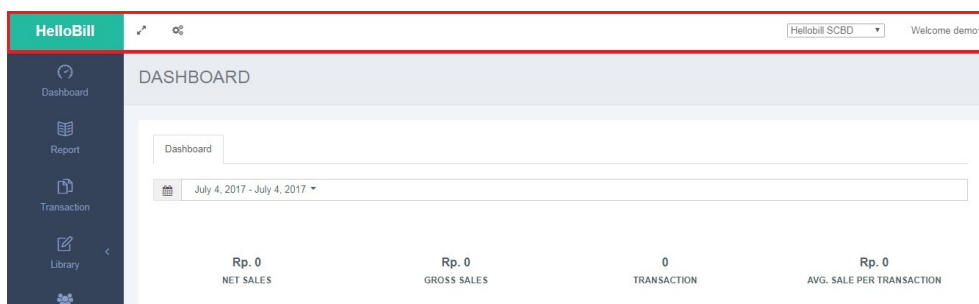 HelloBill
Hellobill SCBD
Welcome demo
Dashboard
DASHBOARD
Report
Dashboard
Transaction
July 4, 2017 - July 4, 2017
Library
Rp. 0
NET SALES
Rp. 0
GROSS SALES
0
TRANSACTION
Rp. 0
AVG. SALE PER TRANSACTION